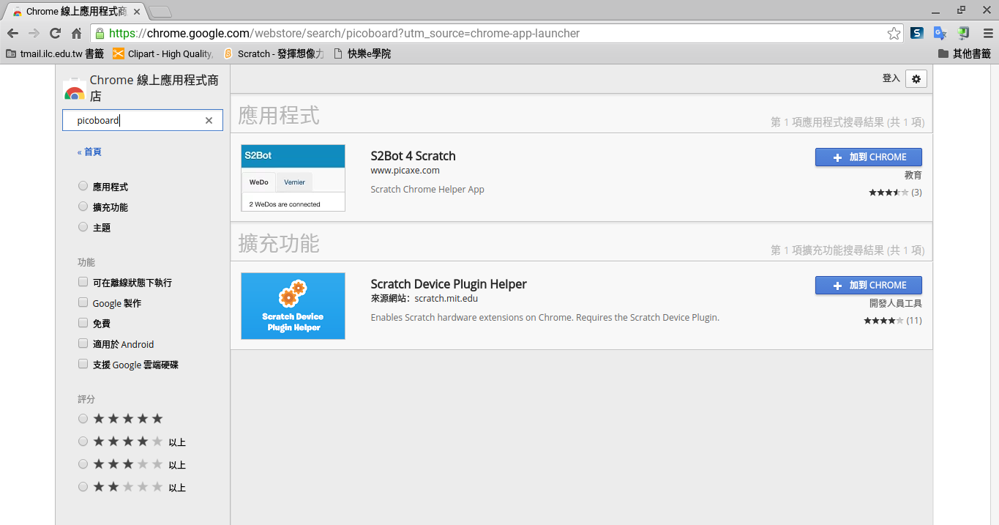 Chrome 線上應用程式商
https://chrome.google.com/webstore/search/picoboard?utm_source=chrome-app-launcher
tmail.ilc.edu.tw 書籤 Clipart - High Quality, Scratch - 發揮想像力 快樂e學院 其他書籤
Chrome 線上應用程式商
店
picoboard
« 首頁
應用程式
擴充功能
主題
功能
可在離線狀態下執行
Google 製作
免費
適用於 Android
支援 Google 雲端硬碟
評分
以上
以上
以上
登入
應用程式
第 1 項應用程式搜尋結果 (共 1 項)
S2Bot
WeDo Vernier
2 WeDos are connected
S2Bot 4 Scratch
www.picaxe.com
Scratch Chrome Helper App
加到 CHROME
教育
(3)
擴充功能
第 1 項擴充功能搜尋結果 (共 1 項)
Scratch Device
Plugin Helper
Scratch Device Plugin Helper
來源網站：scratch.mit.edu
Enables Scratch hardware extensions on Chrome. Requires the Scratch Device Plugin.
加到 CHROME
開發人員工具
(11)